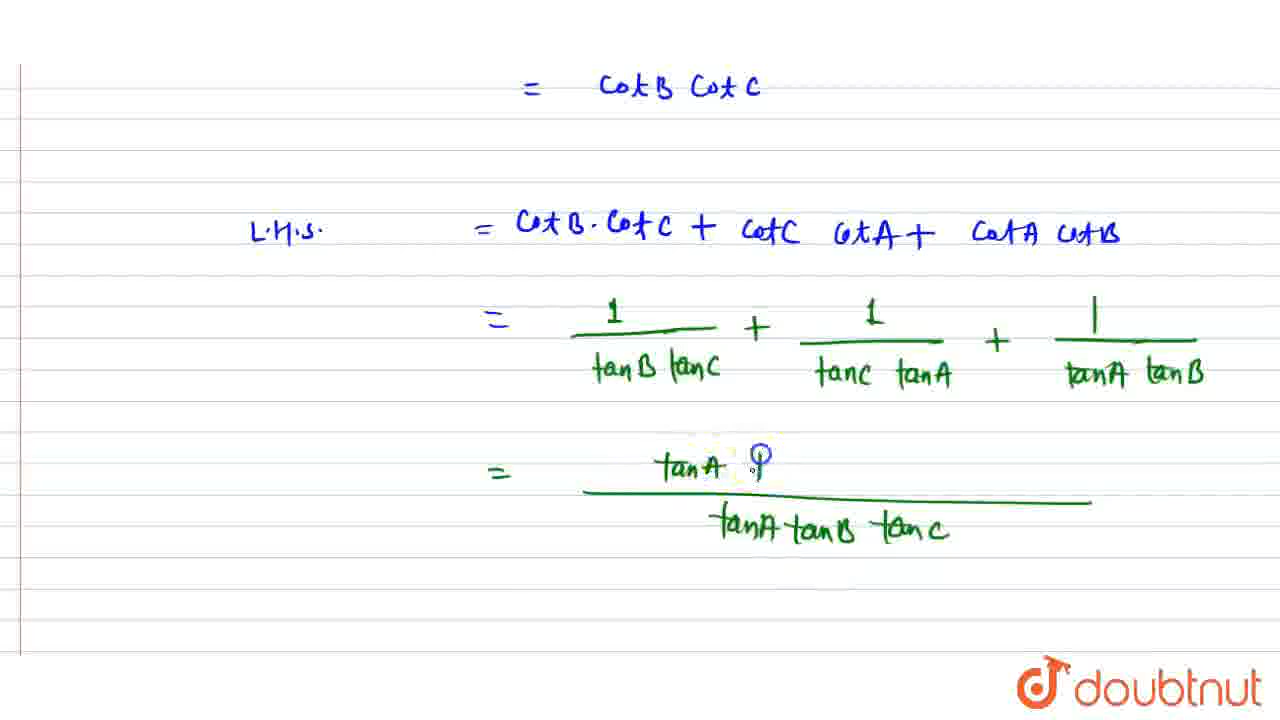 = Cot B Cot C
L.H.S. = Cot B. Cot C + Cot C Cot A + Cot A Cot B
= 1 / tan B tan C + 1 / tan C tan A + 1 / tan A tan B
= tan A
tan A tan B tan C
doubtnut